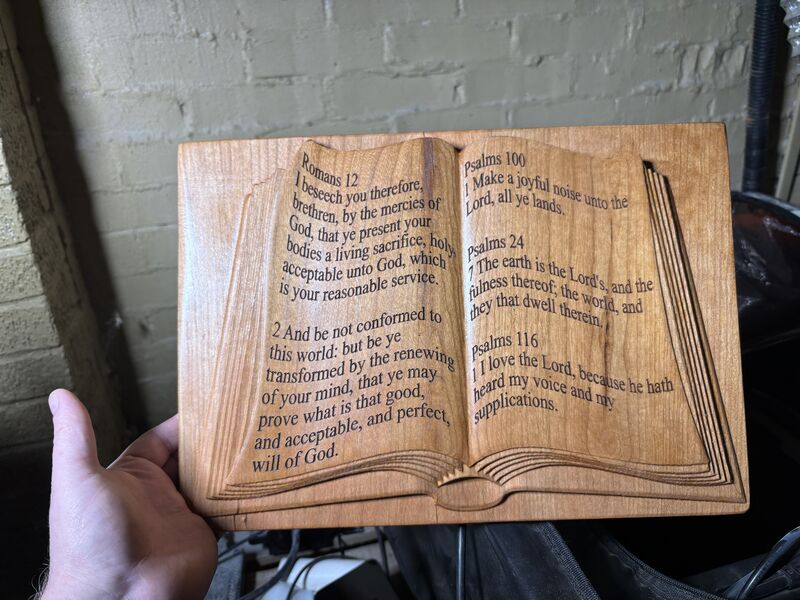 Romans 12
I beseech you therefore,
brethren, by the mercies of
God, that ye present your
bodies a living sacrifice, holy,
acceptable unto God, which
is your reasonable service.
2 And be not conformed to
this world: but be ye
transformed by the renewing
of your mind, that ye may
prove what is that good,
and acceptable, and perfect,
will of God.
Psalms 100
1 Make a joyful noise unto the
Lord, all ye lands.
Psalms 24
7 The earth is the Lord's, and the
fulness thereof; the world, and
they that dwell therein.
Psalms 116
1 I love the Lord, because he hath
heard my voice and my
supplications.